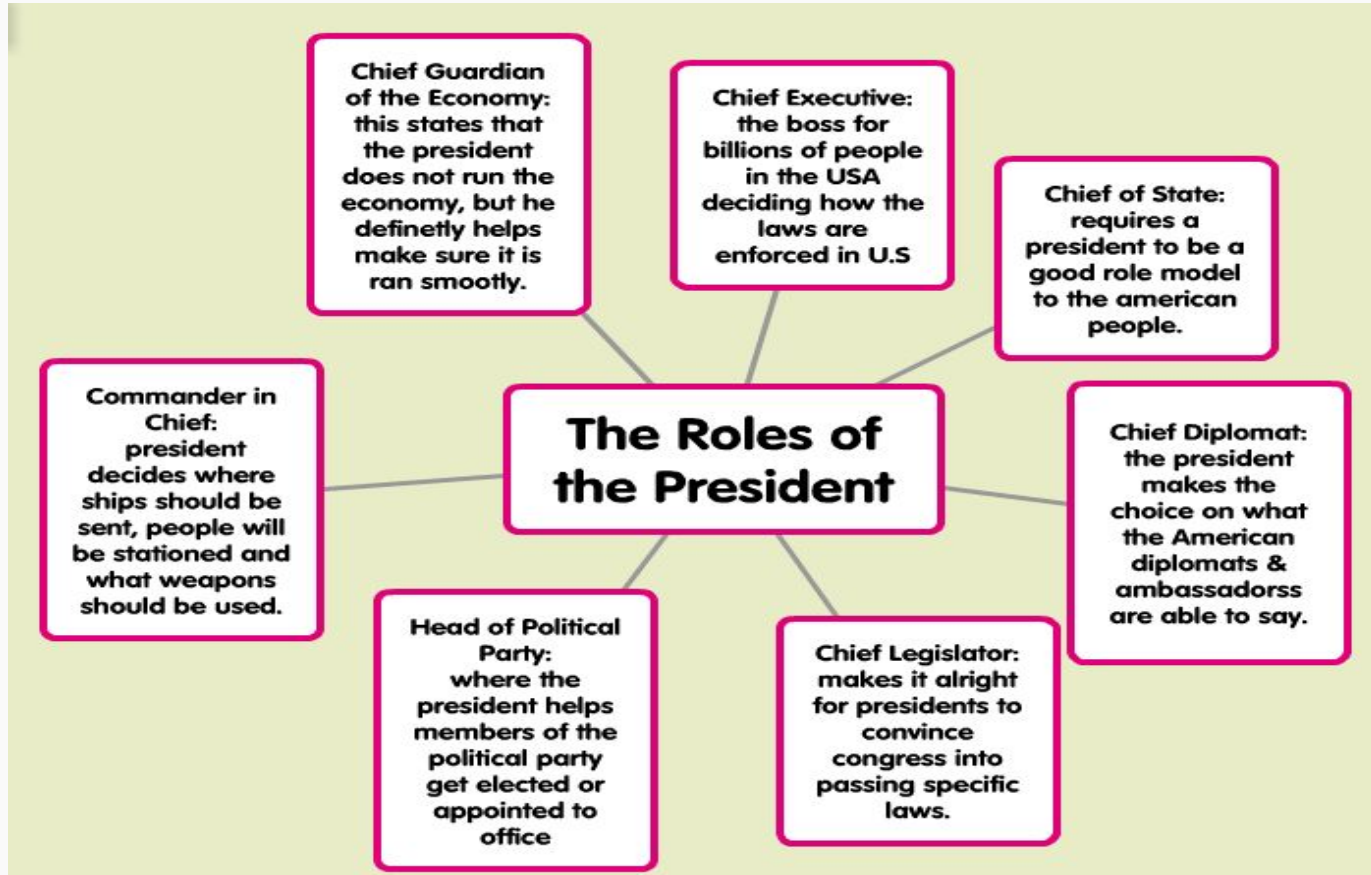 Chief Guardian
of the Economy:
this states that
the president
does not run the
economy, but he
definetly helps
make sure it is
ran smootly.
Chief Executive:
the boss for
billions of people
in the USA
deciding how the
laws are
enforced in U.S
Chief of State:
requires a
president to be a
good role model
to the american
people.
Commander in
Chief:
president
decides where
ships should be
sent, people will
be stationed and
what weapons
should be used.
The Roles of
the President
Chief Diplomat:
the president
makes the
choice on what
the American
diplomats &
ambassadorss
are able to say.
Head of Political
Party:
where the
president helps
members of the
political party
get elected or
appointed to
office
Chief Legislator:
makes it alright
for presidents to
convince
congress into
passing specific
laws.